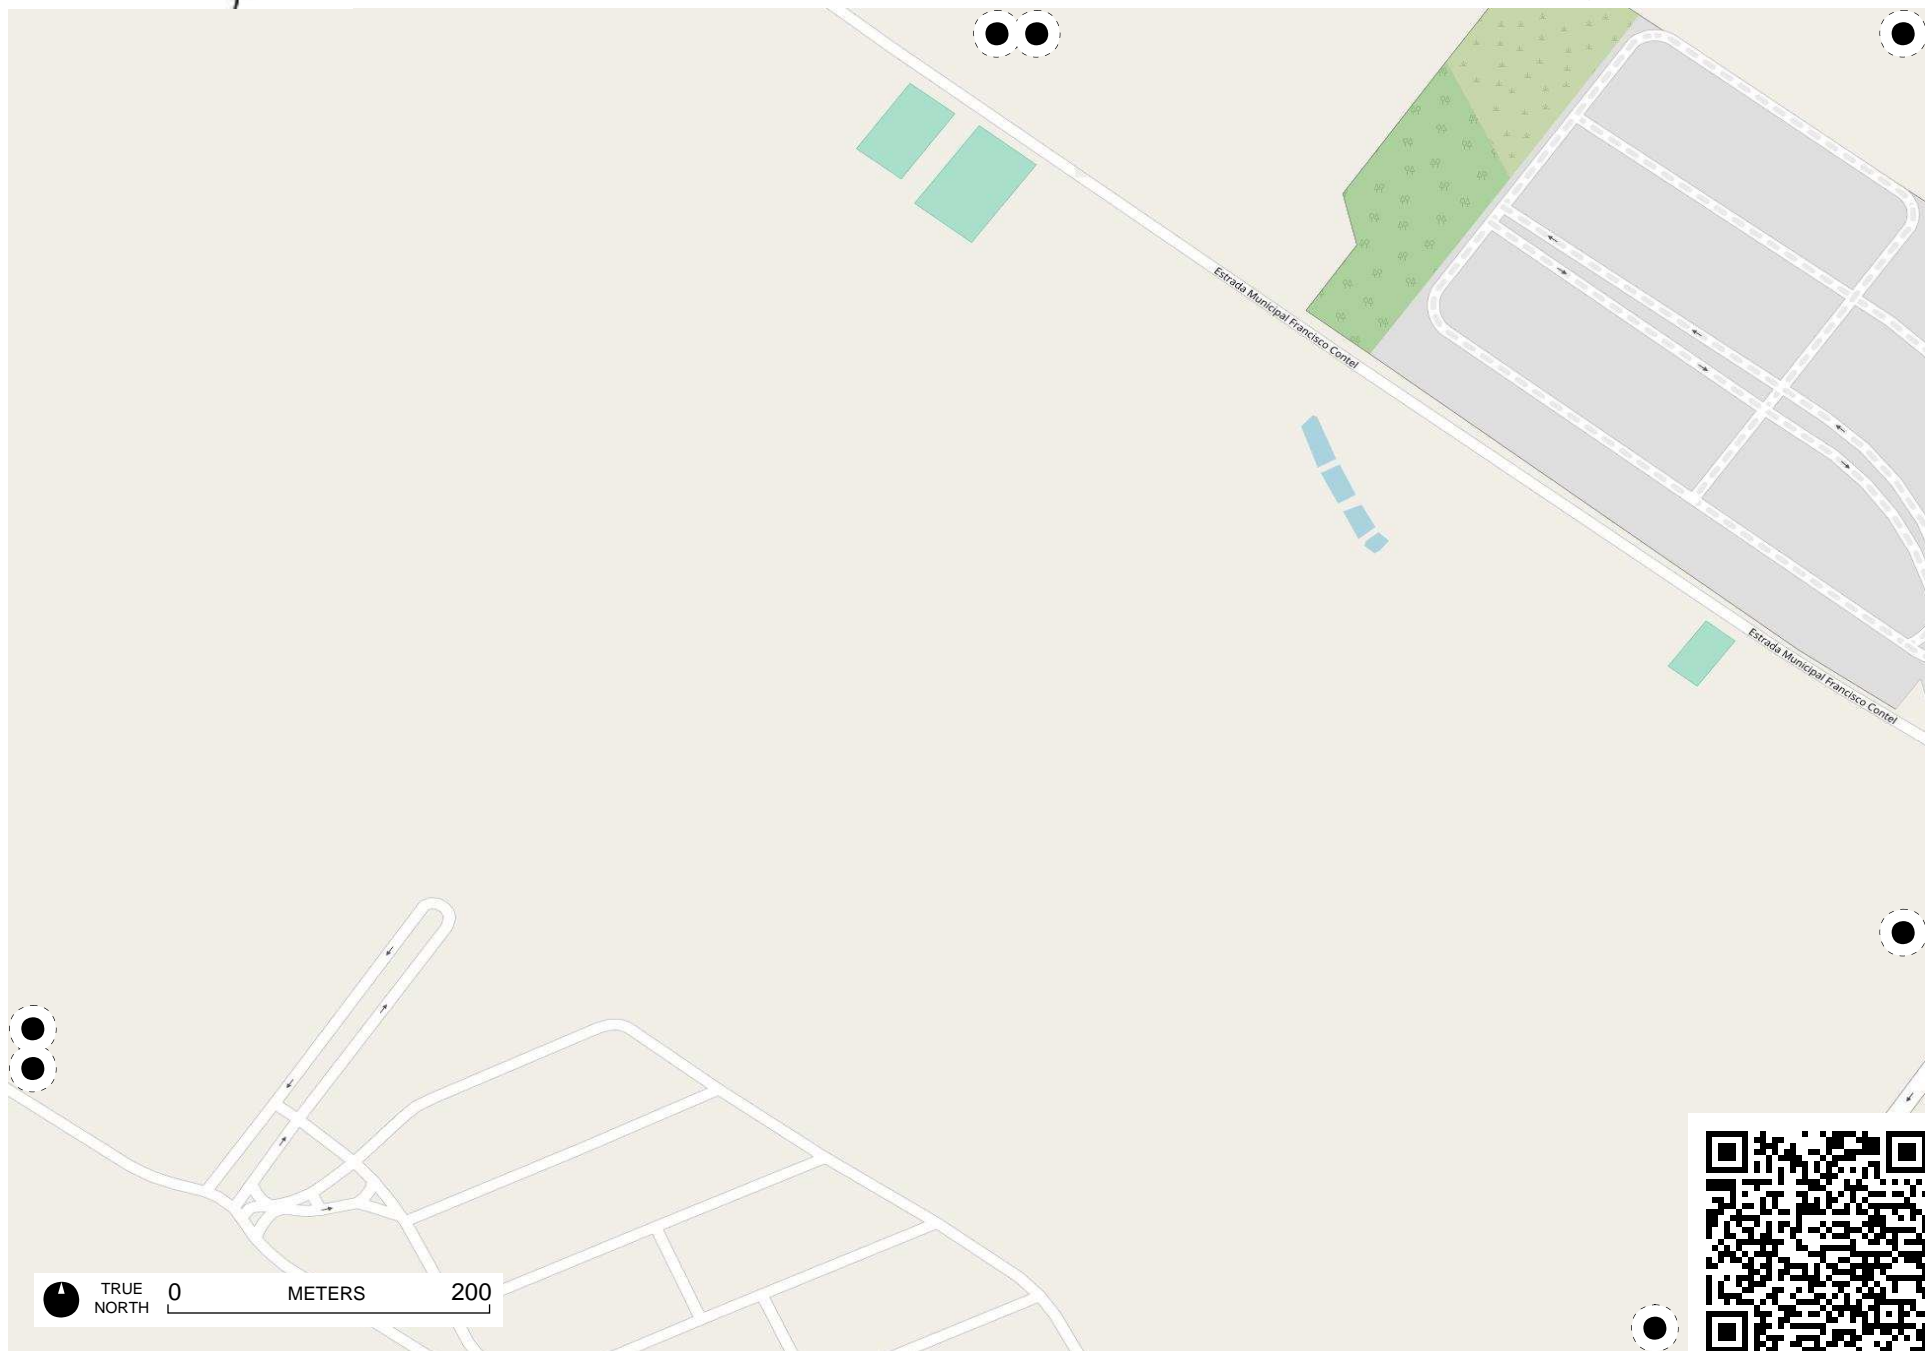 Estrada Municipal Francisco Contel
Estrada Municipal Francisco Contel
TRUE
NORTH
0 METERS 200